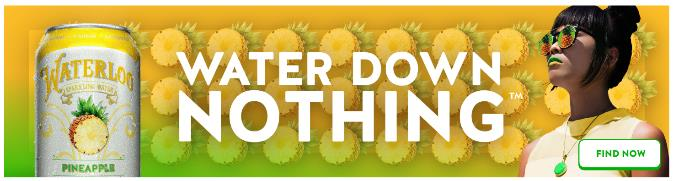 WATERLOO
SPARKLING WATER
PINEAPPLE
WATER DOWN
NOTHING™
FIND NOW